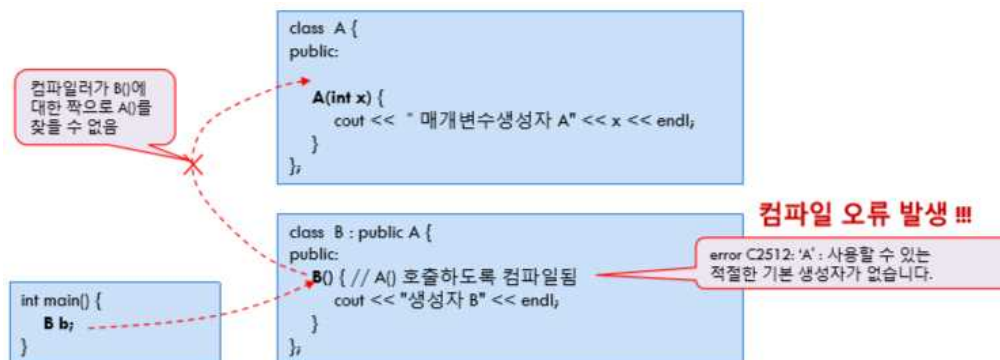 class A {
public:
A(int x) {
cout << " 매개변수생성자 A" << x << endl;
}
};
컴파일러가 B()에
대한 짝으로 A()를
찾을 수 없음
컴파일 오류 발생 !!!
class B : public A {
public:
B() { // A() 호출하도록 컴파일됨
cout << "생성자 B" << endl;
}
};
error C2512: ‘A’ : 사용할 수 있는
적절한 기본 생성자가 없습니다.
int main() {
B b;
}